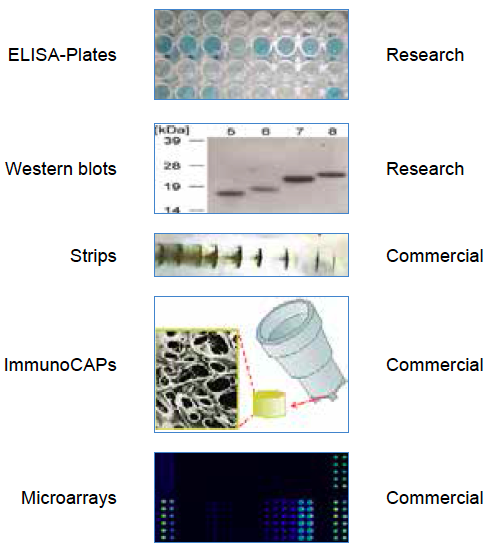 ELISA-Plates
Research
[kDa]
5 6 7 8
39
28
19
14
Western blots
Research
Strips
Commercial
ImmunoCAPs
Commercial
Microarrays
Commercial